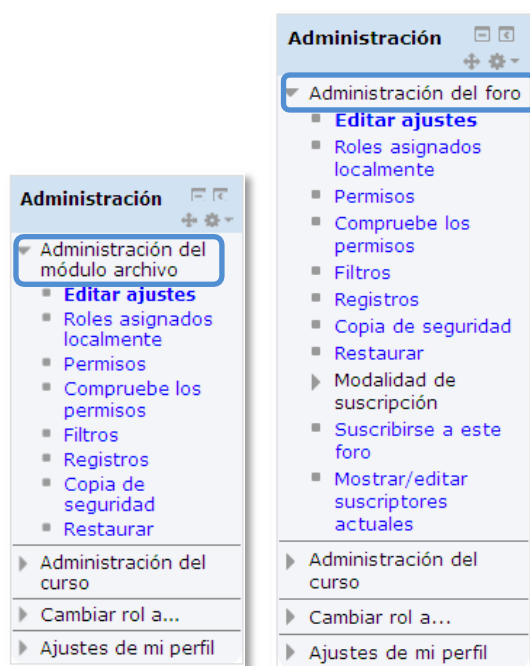 Administración
Administración del
módulo archivo
Editar ajustes
Roles asignados
localmente
Permisos
Compruebe los
permisos
Filtros
Registros
Copia de
seguridad
Restaurar
Administración del
curso
Cambiar rol a...
Ajustes de mi perfil
Administración
Administración del foro
Editar ajustes
Roles asignados
localmente
Permisos
Compruebe los
permisos
Filtros
Registros
Copia de seguridad
Restaurar
Modalidad de
suscripción
Suscribirse a este
foro
Mostrar/editar
suscriptores
actuales
Administración del
curso
Cambiar rol a...
Ajustes de mi perfil